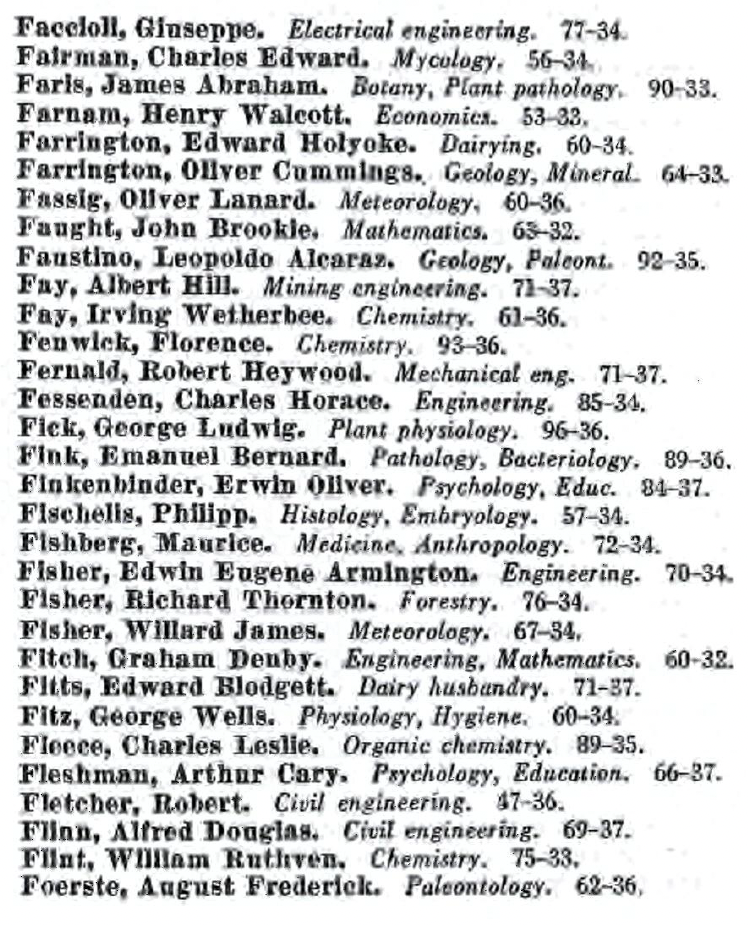 Faccioli, Giuseppe. Electrical engineering. 77–34.
Fairman, Charles Edward. Mycology. 56–34.
Faris, James Abraham. Botany, Plant pathology. 90–33.
Farnam, Henry Walcott. Economics. 53–33.
Farrington, Edward Holyoke. Dairying. 60–34.
Farrington, Oliver Cummings. Geology, Mineral. 64–33.
Fassig, Oliver Lanard. Meteorology. 60–36.
Faught, John Brookie. Mathematics. 63–32.
Faustino, Leopoldo Alcaraz. Geology, Paleont. 92–35.
Fay, Albert Hill. Mining engineering. 71–37.
Fay, Irving Wetherbee. Chemistry. 61–36.
Fenwick, Florence. Chemistry. 93–36.
Fernald, Robert Heywood. Mechanical eng. 71–37.
Fessenden, Charles Horace. Engineering. 85–34.
Fick, George Ludwig. Plant physiology. 96–36.
Fink, Emanuel Bernard. Pathology, Bacteriology. 89–36.
Finkenbinder, Erwin Oliver. Psychology, Educ. 84–37.
Fischelis, Philipp. Histology, Embryology. 57–34.
Fishberg, Maurice. Medicine, Anthropology. 72–34.
Fisher, Edwin Eugene Armington. Engineering. 70–34.
Fisher, Richard Thornton. Forestry. 76–34.
Fisher, Willard James. Meteorology. 67–34.
Fitch, Graham Denby. Engineering, Mathematics. 60–32.
Fitts, Edward Blodgett. Dairy husbandry. 71–37.
Fitz, George Wells. Physiology, Hygiene. 60–34.
Fleece, Charles Leslie. Organic chemistry. 89–35.
Fleshman, Arthur Cary. Psychology, Education. 66–37.
Fletcher, Robert. Civil engineering. 47–36.
Flinn, Alfred Douglas. Civil engineering. 69–37.
Flint, William Ruthven. Chemistry. 75–33.
Foerste, August Frederick. Paleontology. 62–36.